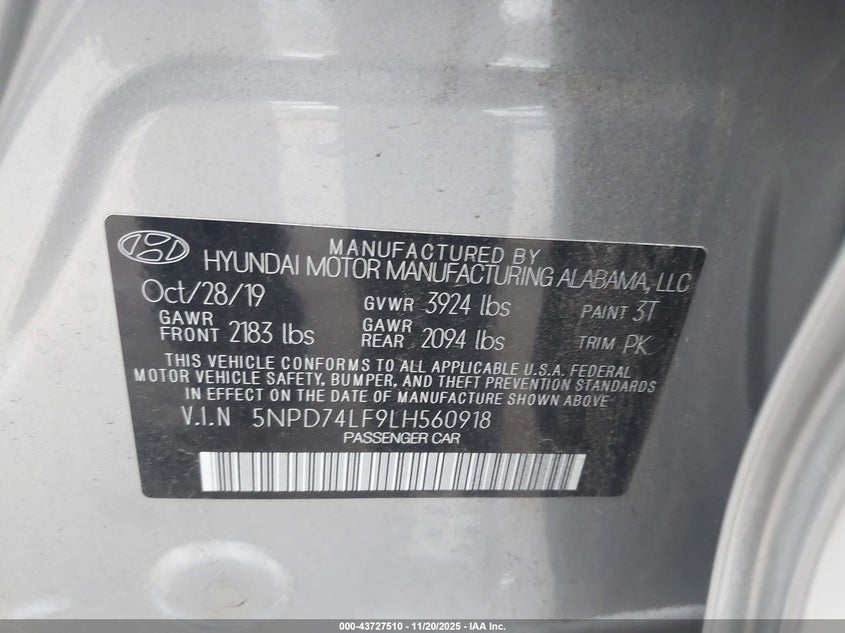 MANUFACTURED BY
HYUNDAI MOTOR MANUFACTURING ALABAMA, LLC
Oct/28/19 GVWR 3924 lbs PAINT 3T
GAWR FRONT 2183 lbs GAWR REAR 2094 lbs TRIM PK
THIS VEHICLE CONFORMS TO ALL APPLICABLE U.S.A. FEDERAL
MOTOR VEHICLE SAFETY, BUMPER, AND THEFT PREVENTION STANDARDS
IN EFFECT ON THE DATE OF MANUFACTURE SHOWN ABOVE
V.I.N 5NPD74LF9LH560918
PASSENGER CAR
000-43727510 - 11/20/2025 - IAA Inc.